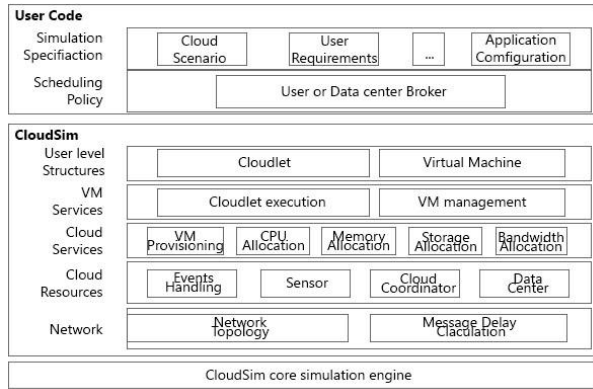 User Code
Simulation Specifiaction
Cloud Scenario
User Requirements
...
Application Comfiguration
Scheduling Policy
User or Data center Broker
CloudSim
User level Structures
Cloudlet
Virtual Machine
VM Services
Cloudlet execution
VM management
Cloud Services
VM Provisioning
CPU Allocation
Memory Allocation
Storage Allocation
Bandwidth Allocation
Cloud Resources
Events Handling
Sensor
Cloud Coordinator
Data Center
Network
Network Topology
Message Delay Claculation
CloudSim core simulation engine